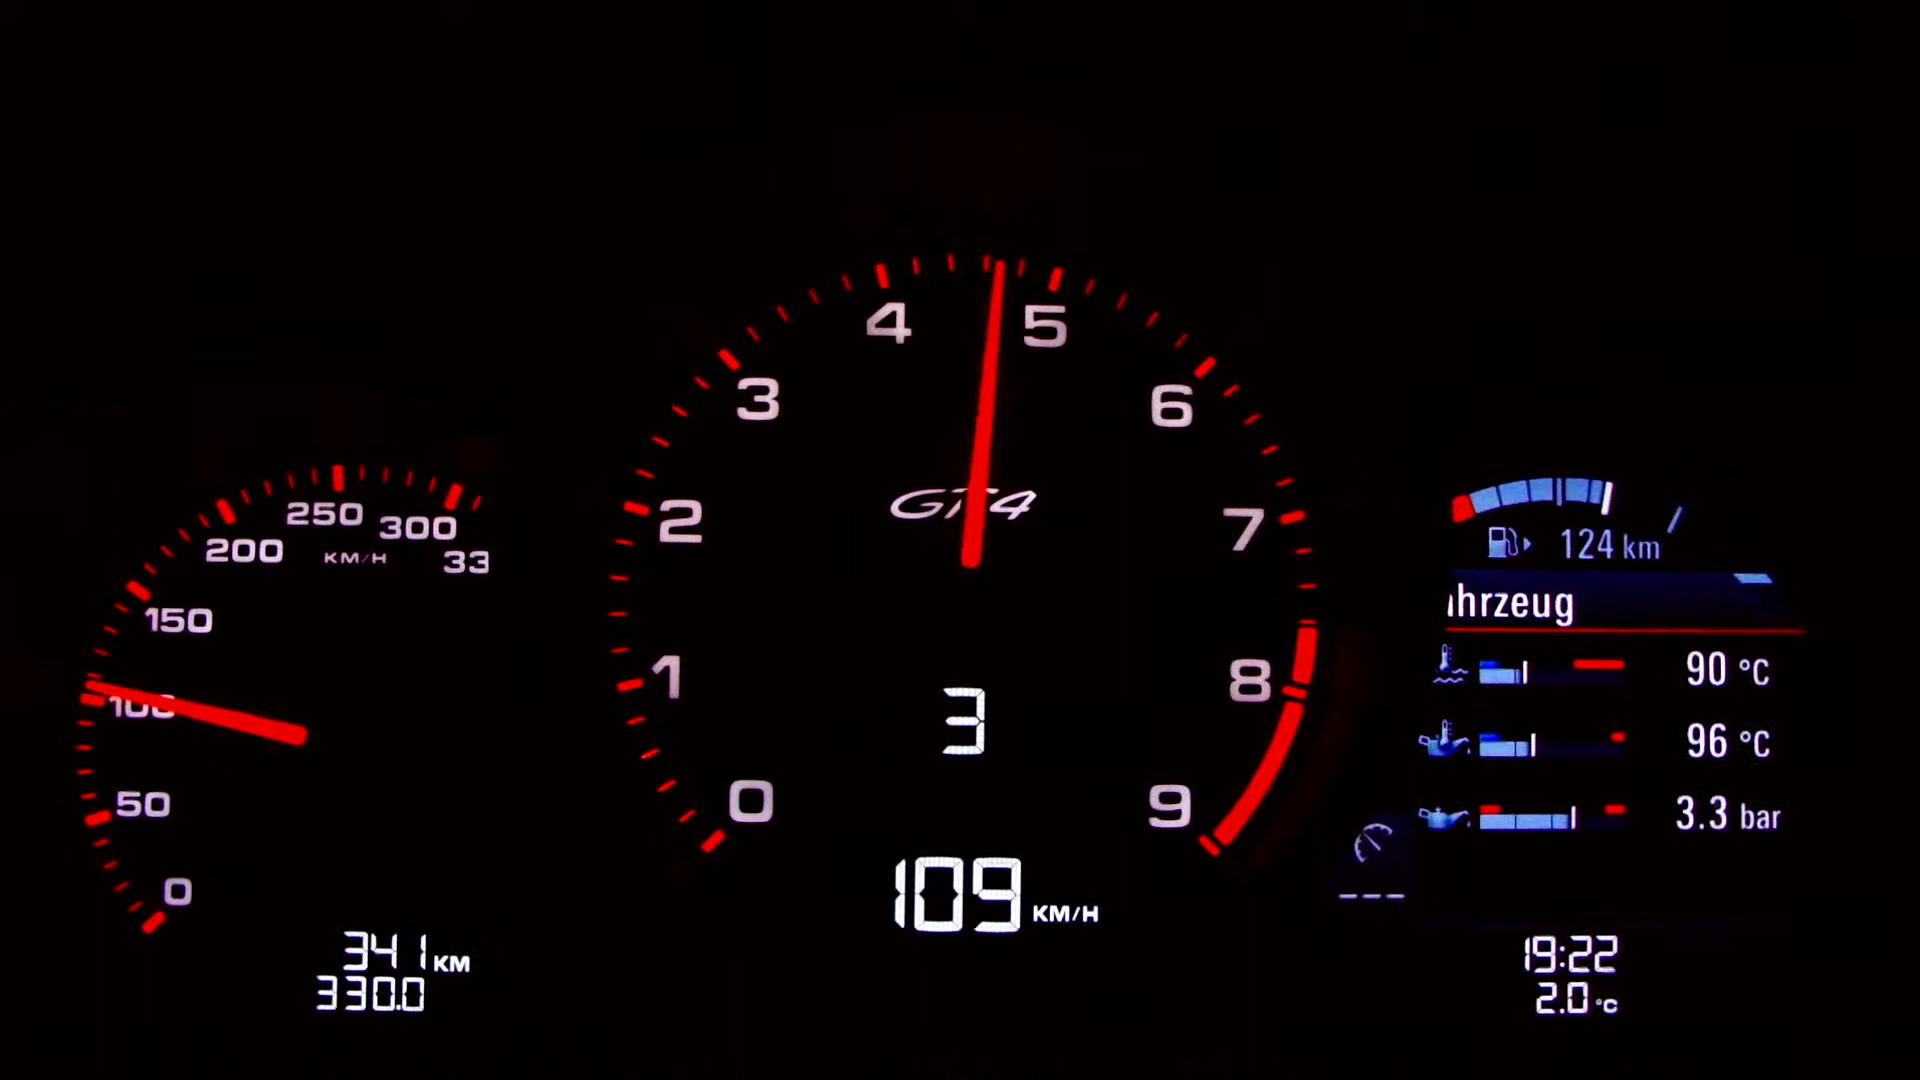 250
300
200
KM/H
33
150
100
50
0
341 KM
330.0
4
5
3
6
GT4
2
7
1
8
3
0
9
109 KM/H
124 km
hrzeug
90 °C
96 °C
3.3 bar
---
19:22
2.0 °C